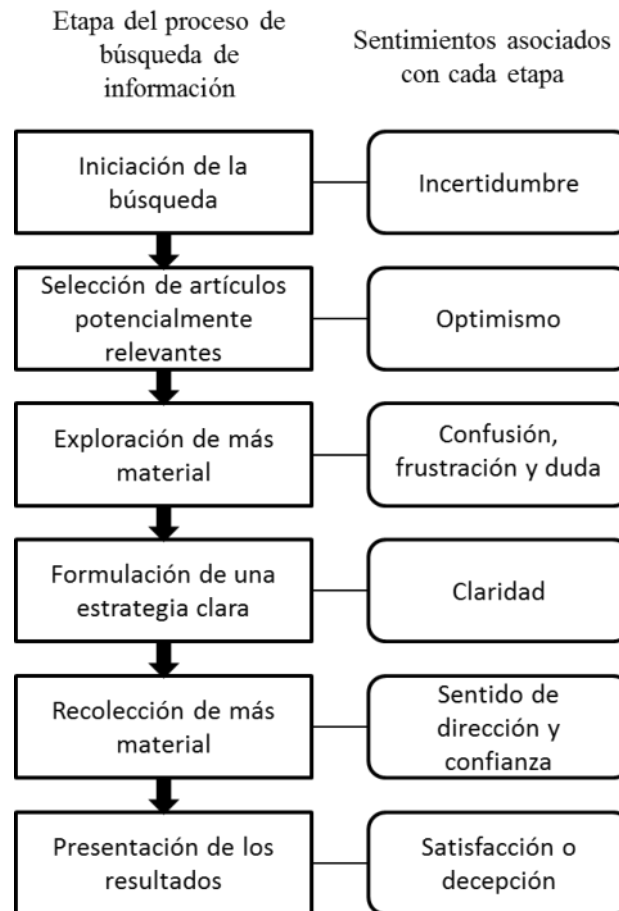 Etapa del proceso de
búsqueda de
información
Sentimientos asociados
con cada etapa
Iniciación de la
búsqueda
Incertidumbre
Selección de artículos
potencialmente
relevantes
Optimismo
Exploración de más
material
Confusión,
frustración y duda
Formulación de una
estrategia clara
Claridad
Recolección de más
material
Sentido de
dirección y
confianza
Presentación de los
resultados
Satisfacción o
decepción